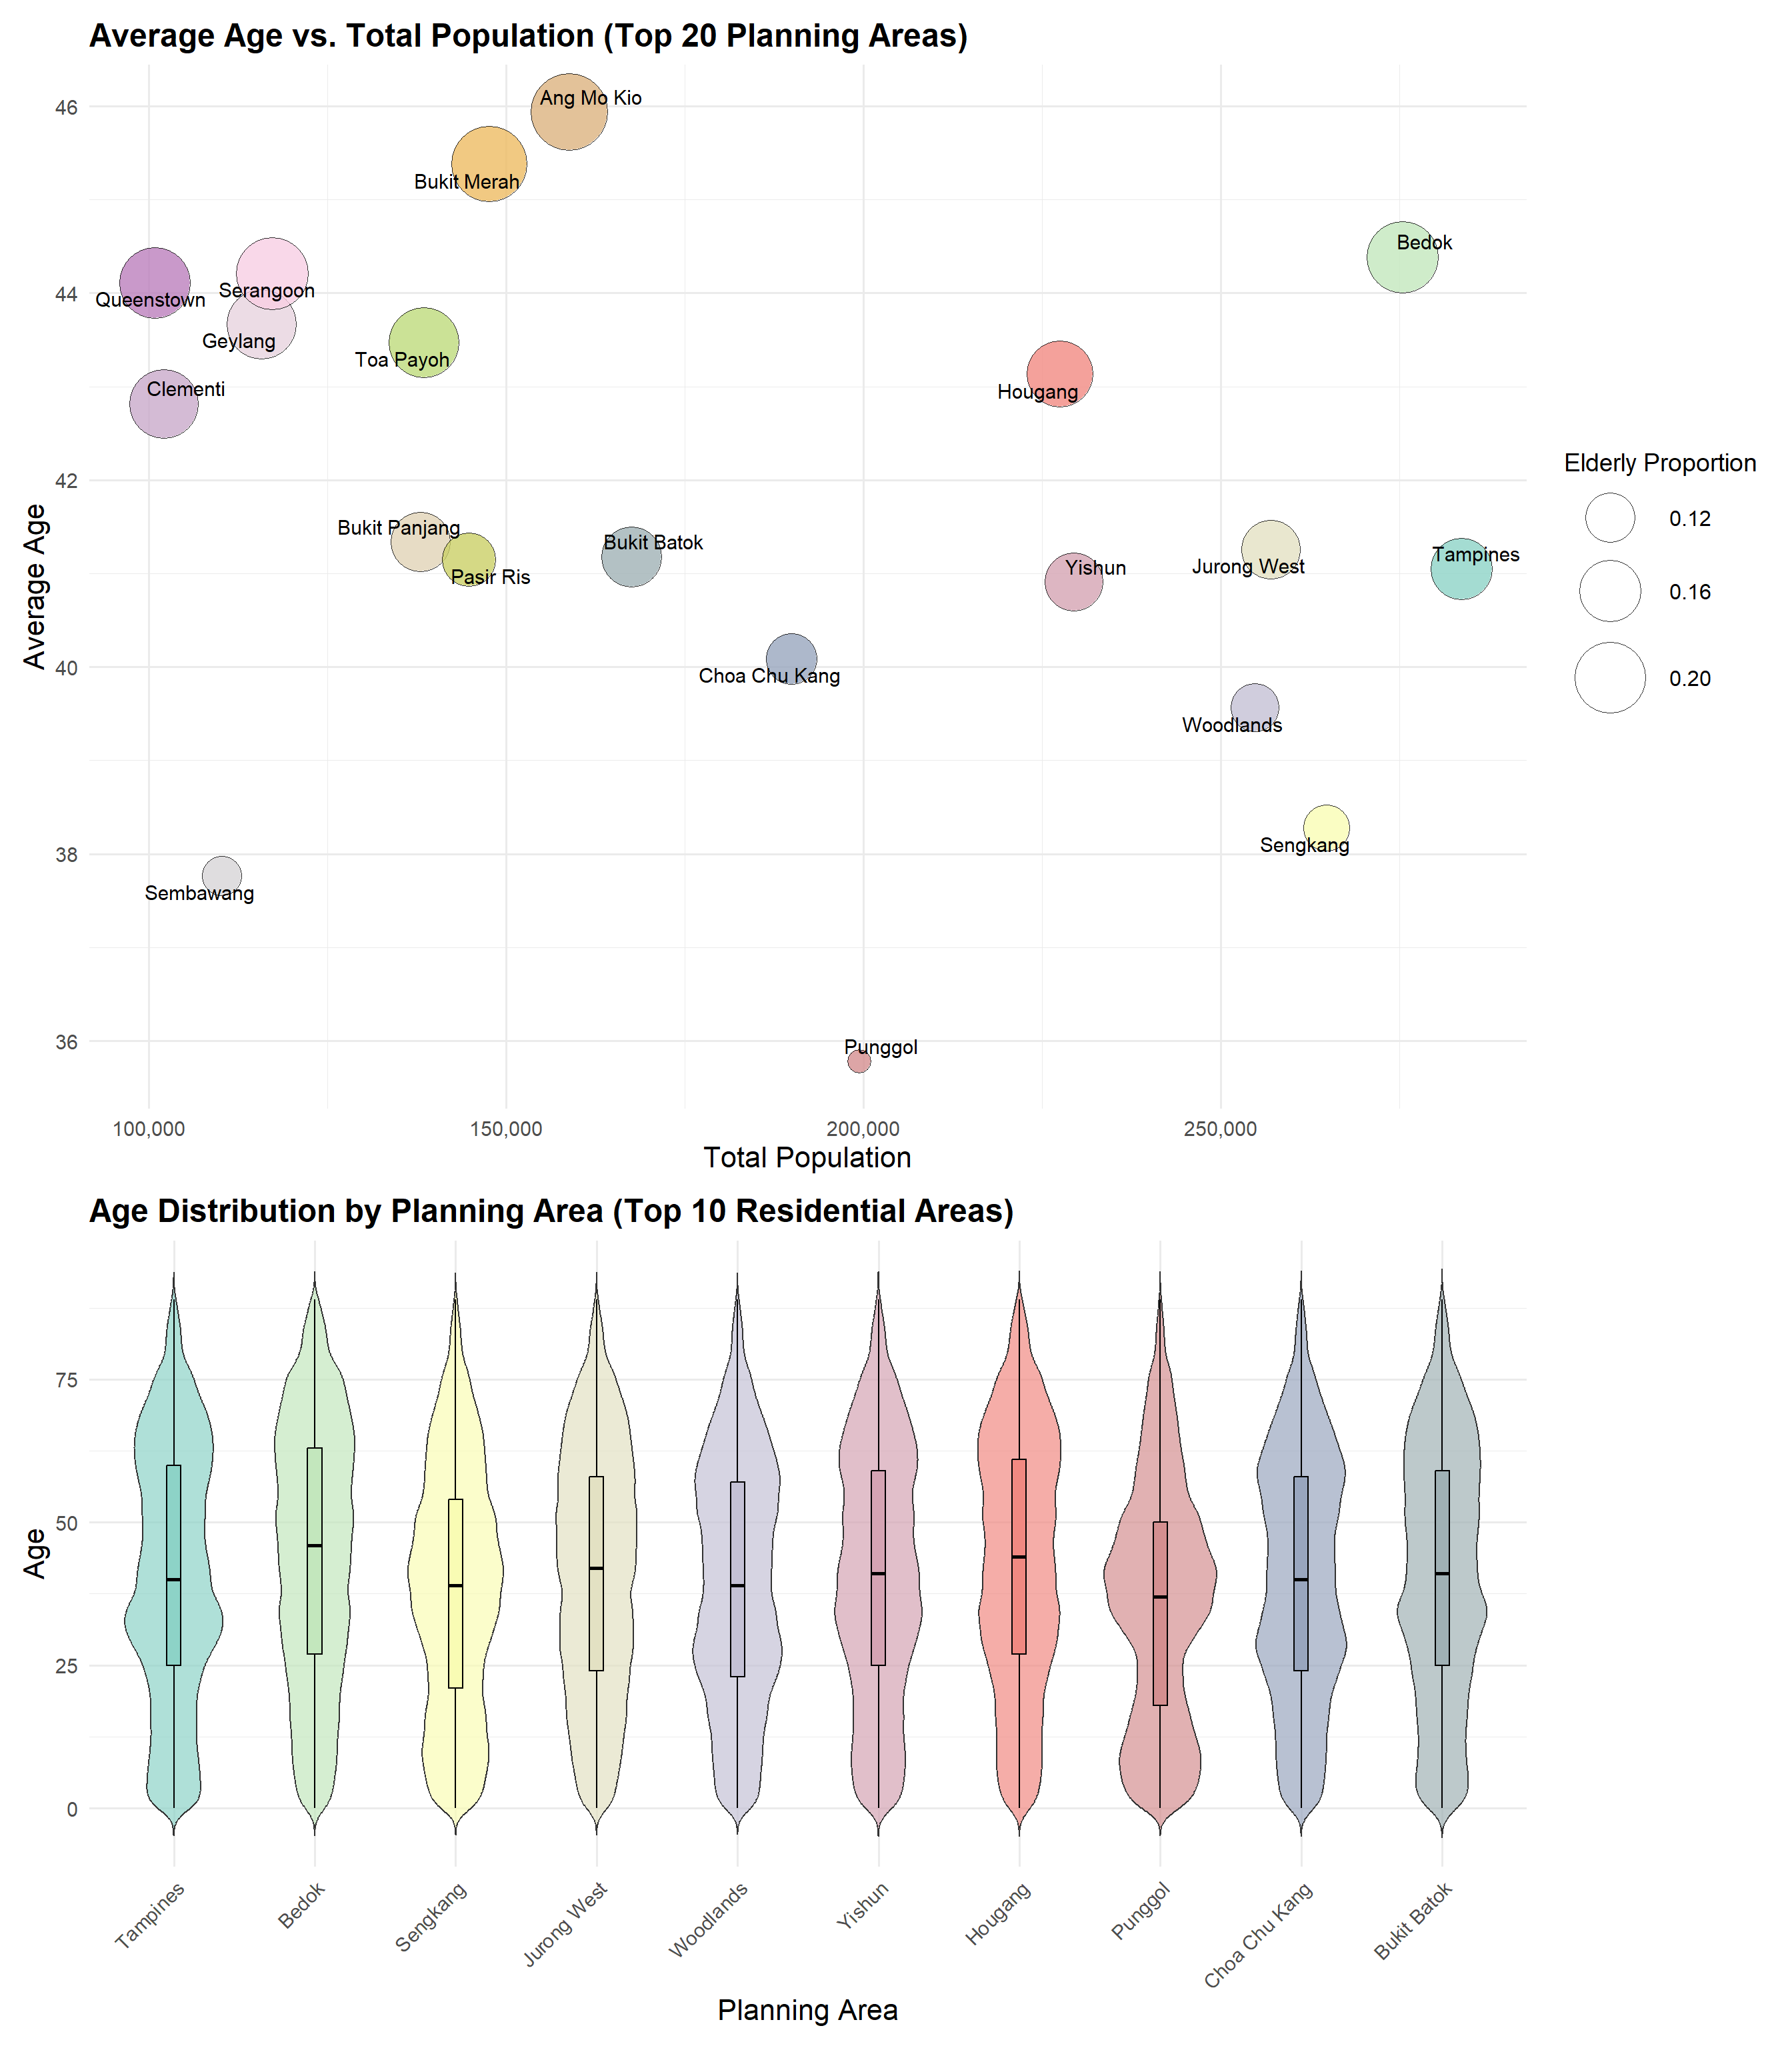 Average Age vs. Total Population (Top 20 Planning Areas)
46
44
42
40
38
36
Average Age
Ang Mo Kio
Bukit Merah
Bedok
Queenstown
Serangoon
Geylang
Toa Payoh
Clementi
Hougang
Bukit Panjang
Pasir Ris
Bukit Batok
Yishun
Jurong West
Tampines
Choa Chu Kang
Woodlands
Sengkang
Sembawang
Punggol
100,000
150,000
200,000
250,000
Total Population
Elderly Proportion
0.12
0.16
0.20
Age Distribution by Planning Area (Top 10 Residential Areas)
75
50
25
0
Age
Tampines
Bedok
Sengkang
Jurong West
Woodlands
Yishun
Hougang
Punggol
Choa Chu Kang
Bukit Batok
Planning Area